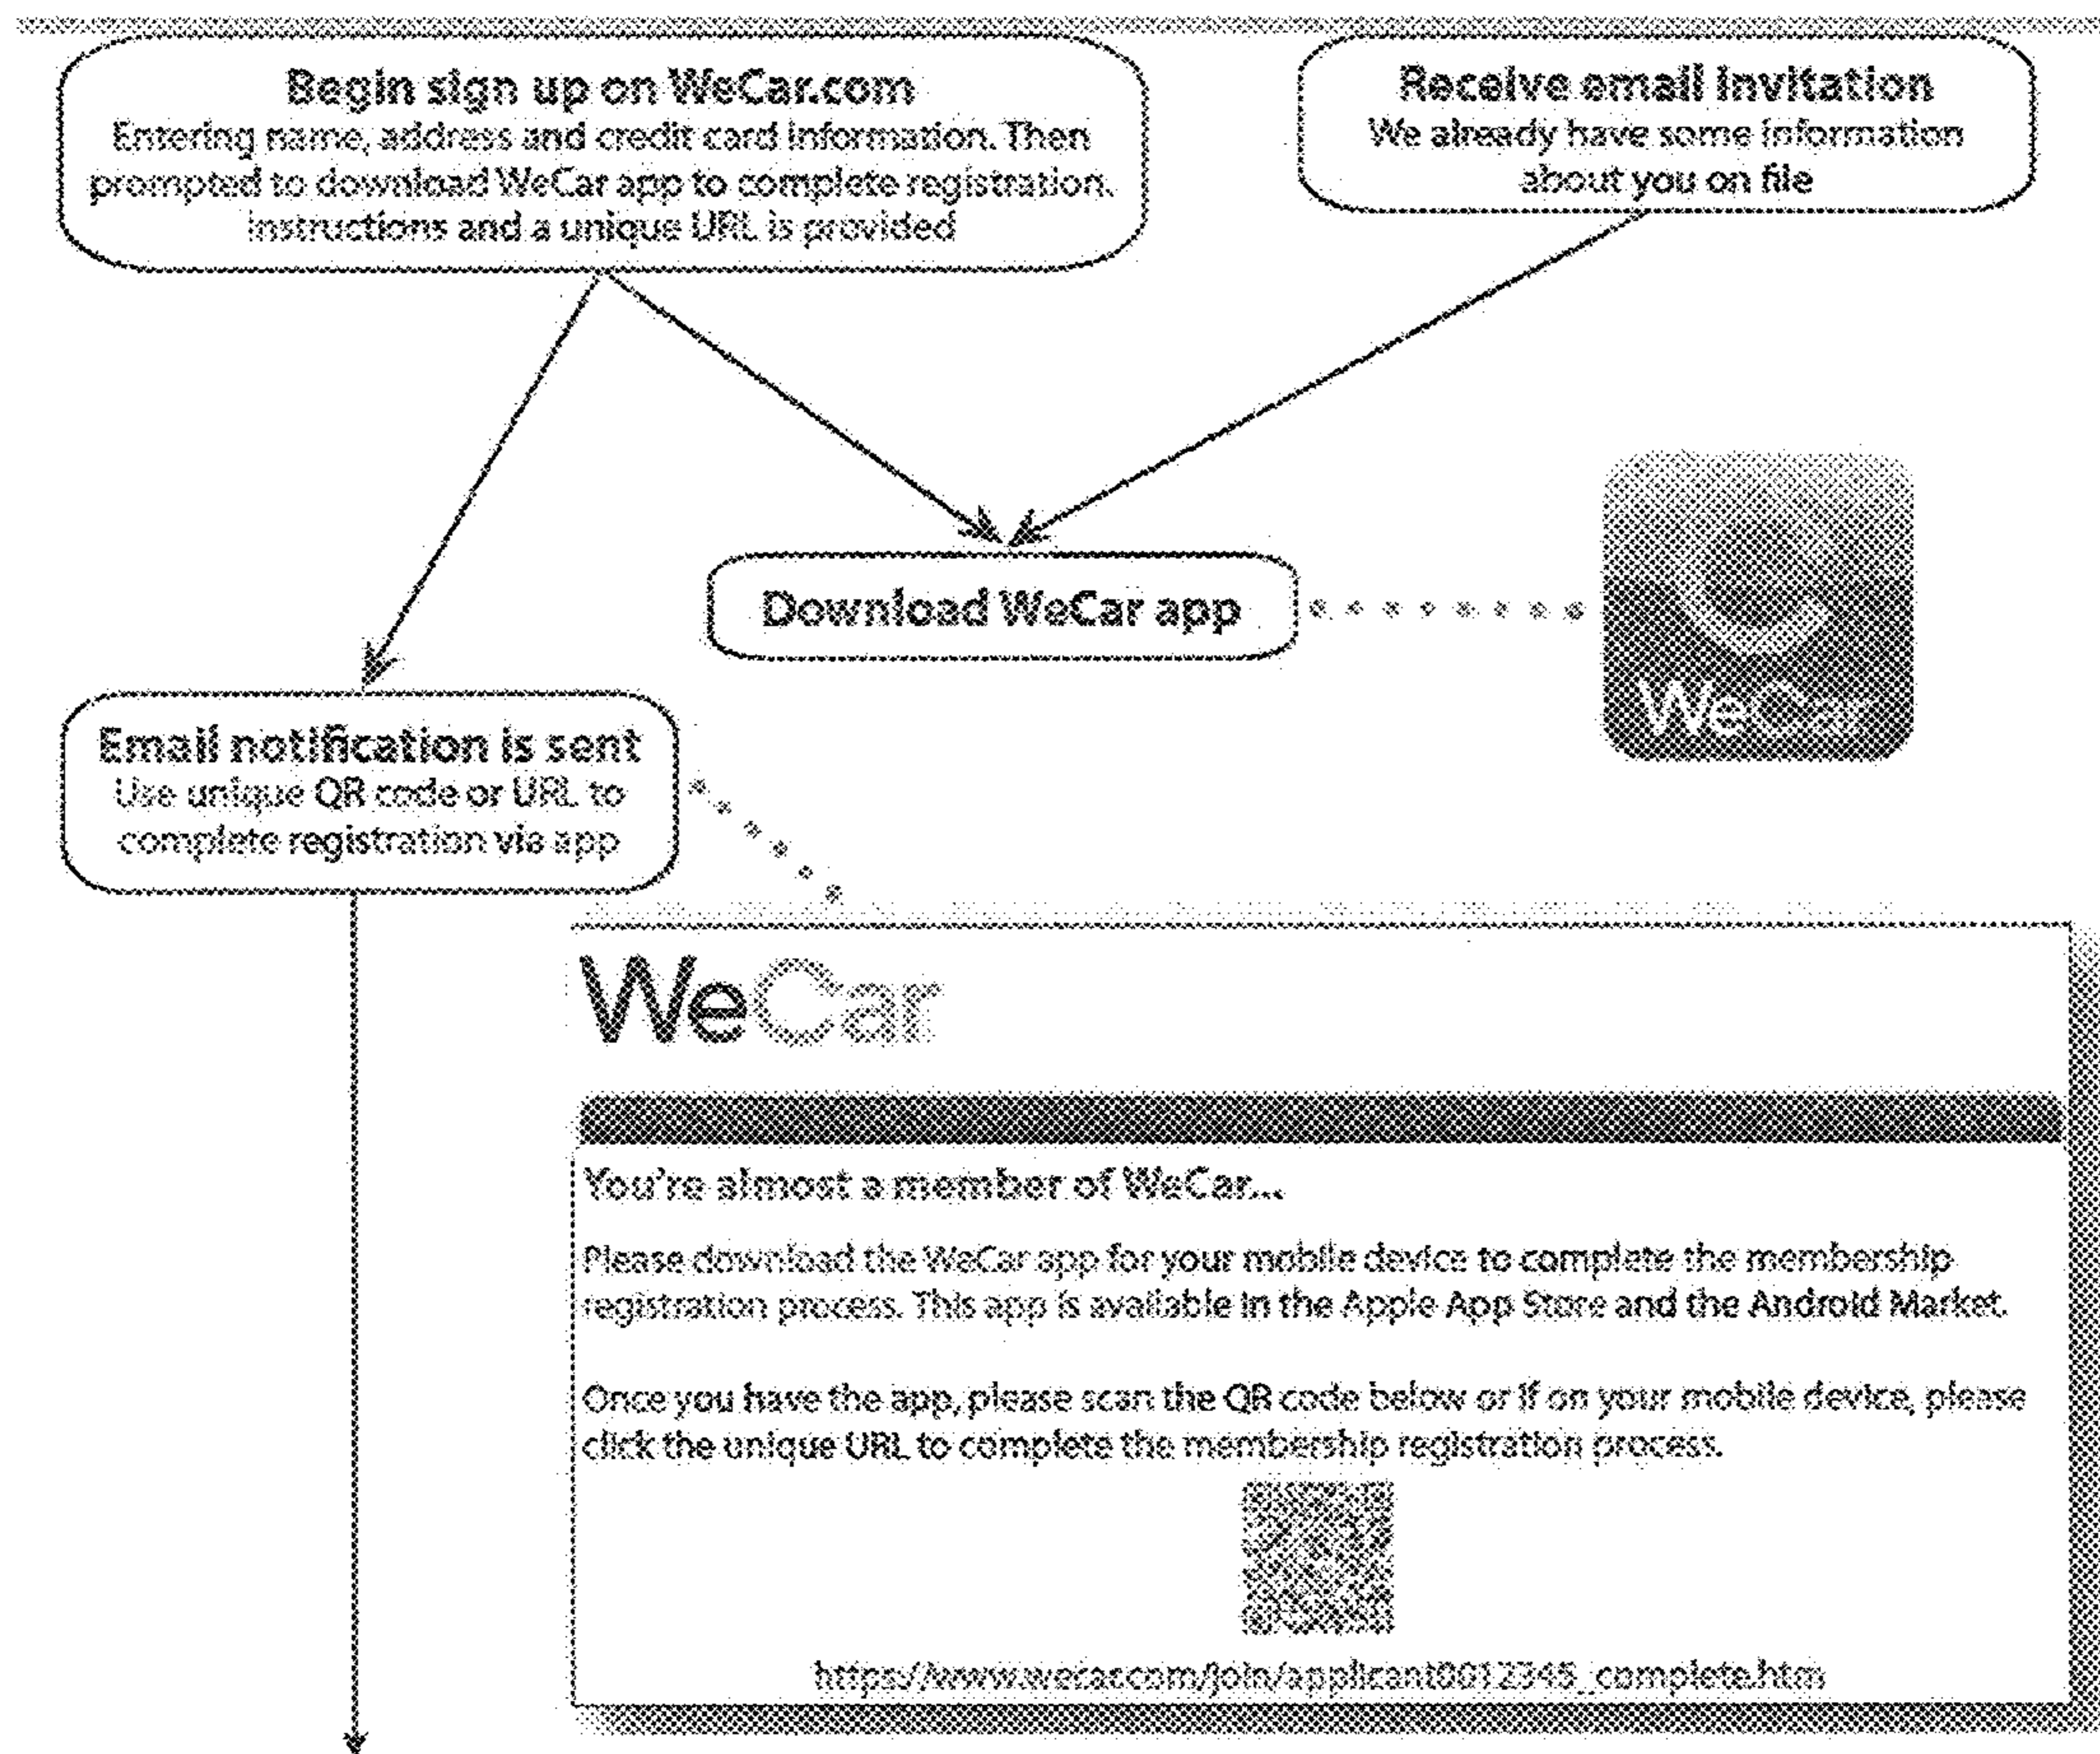 Begin sign up on WeCar.com
Entering name, address and credit card information. Then
prompted to download WeCar app to complete registration.
Instructions and a unique URL is provided
Receive email invitation
We already have some information
about you on file
Download WeCar app
WeCar
Email notification is sent
Use unique QR code or URL to
complete registration via app
WeCar
You're almost a member of WeCar...
Please download the WeCar app for your mobile device to complete the membership
registration process. This app is available in the Apple App Store and the Android Market.
Once you have the app, please scan the QR code below or if on your mobile device, please
click the unique URL to complete the membership registration process.
https://www.wecar.com/join/applicant0012345_complete.htm